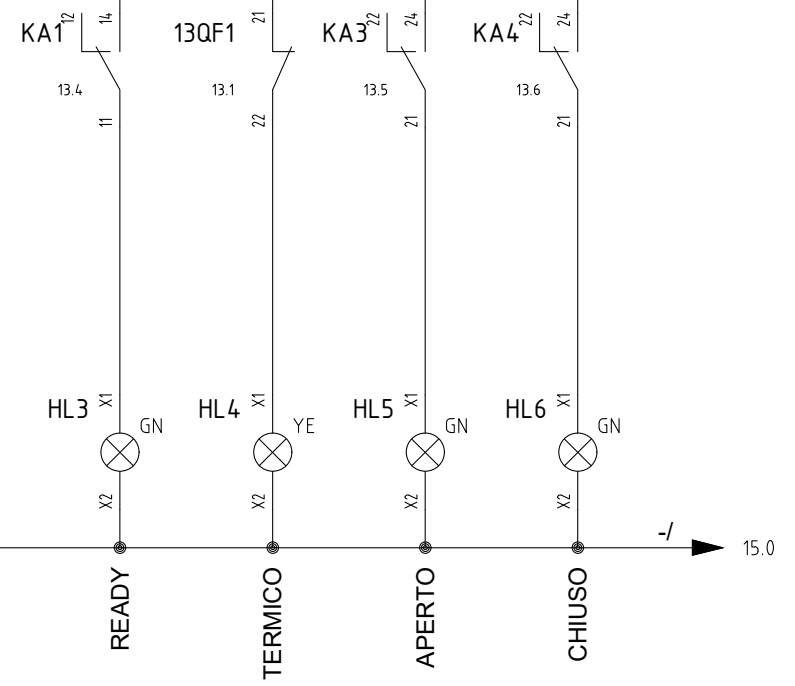 KA1 12 14
13QF1 21
KA3 22 24
KA4 22 24
13.4
13.1
13.5
13.6
11
22
21
21
HL3 X1 GN
HL4 X1 YE
HL5 X1 GN
HL6 X1 GN
X2
X2
X2
X2
-/
15.0
READY
TERMICO
APERTO
CHIUSO